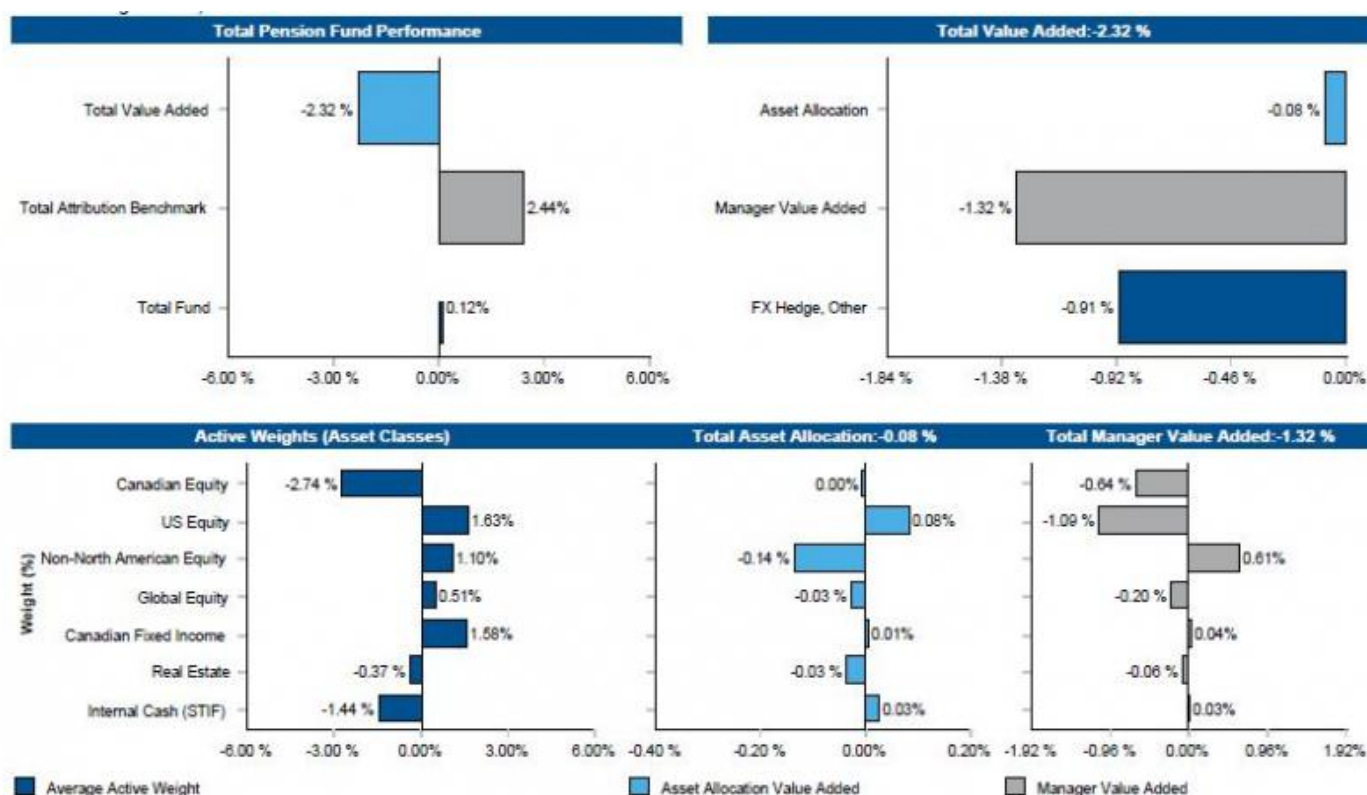 Total Pension Fund Performance
Total Value Added
-2.32 %
Total Attribution Benchmark
2.44%
Total Fund
0.12%
-6.00 % -3.00 % 0.00% 3.00% 6.00%
Total Value Added:-2.32 %
Asset Allocation
-0.08 %
Manager Value Added
-1.32 %
FX Hedge, Other
-0.91 %
-1.84 % -1.38 % -0.92 % -0.46 % 0.00%
Active Weights (Asset Classes) Total Asset Allocation:-0.08 % Total Manager Value Added:-1.32 %
Weight (%)
Canadian Equity -2.74 % 0.00% -0.64 %
US Equity 1.63% 0.08% -1.09 %
Non-North American Equity 1.10% -0.14 % 0.61%
Global Equity 0.51% -0.03 % -0.20 %
Canadian Fixed Income 1.58% 0.01% 0.04%
Real Estate -0.37 % -0.03 % -0.06 %
Internal Cash (STIF) -1.44 % 0.03% 0.03%
-6.00 % -3.00 % 0.00% 3.00% 6.00% -0.40 % -0.20 % 0.00% 0.20% -1.92 % -0.96 % 0.00% 0.96% 1.92%
Average Active Weight Asset Allocation Value Added Manager Value Added